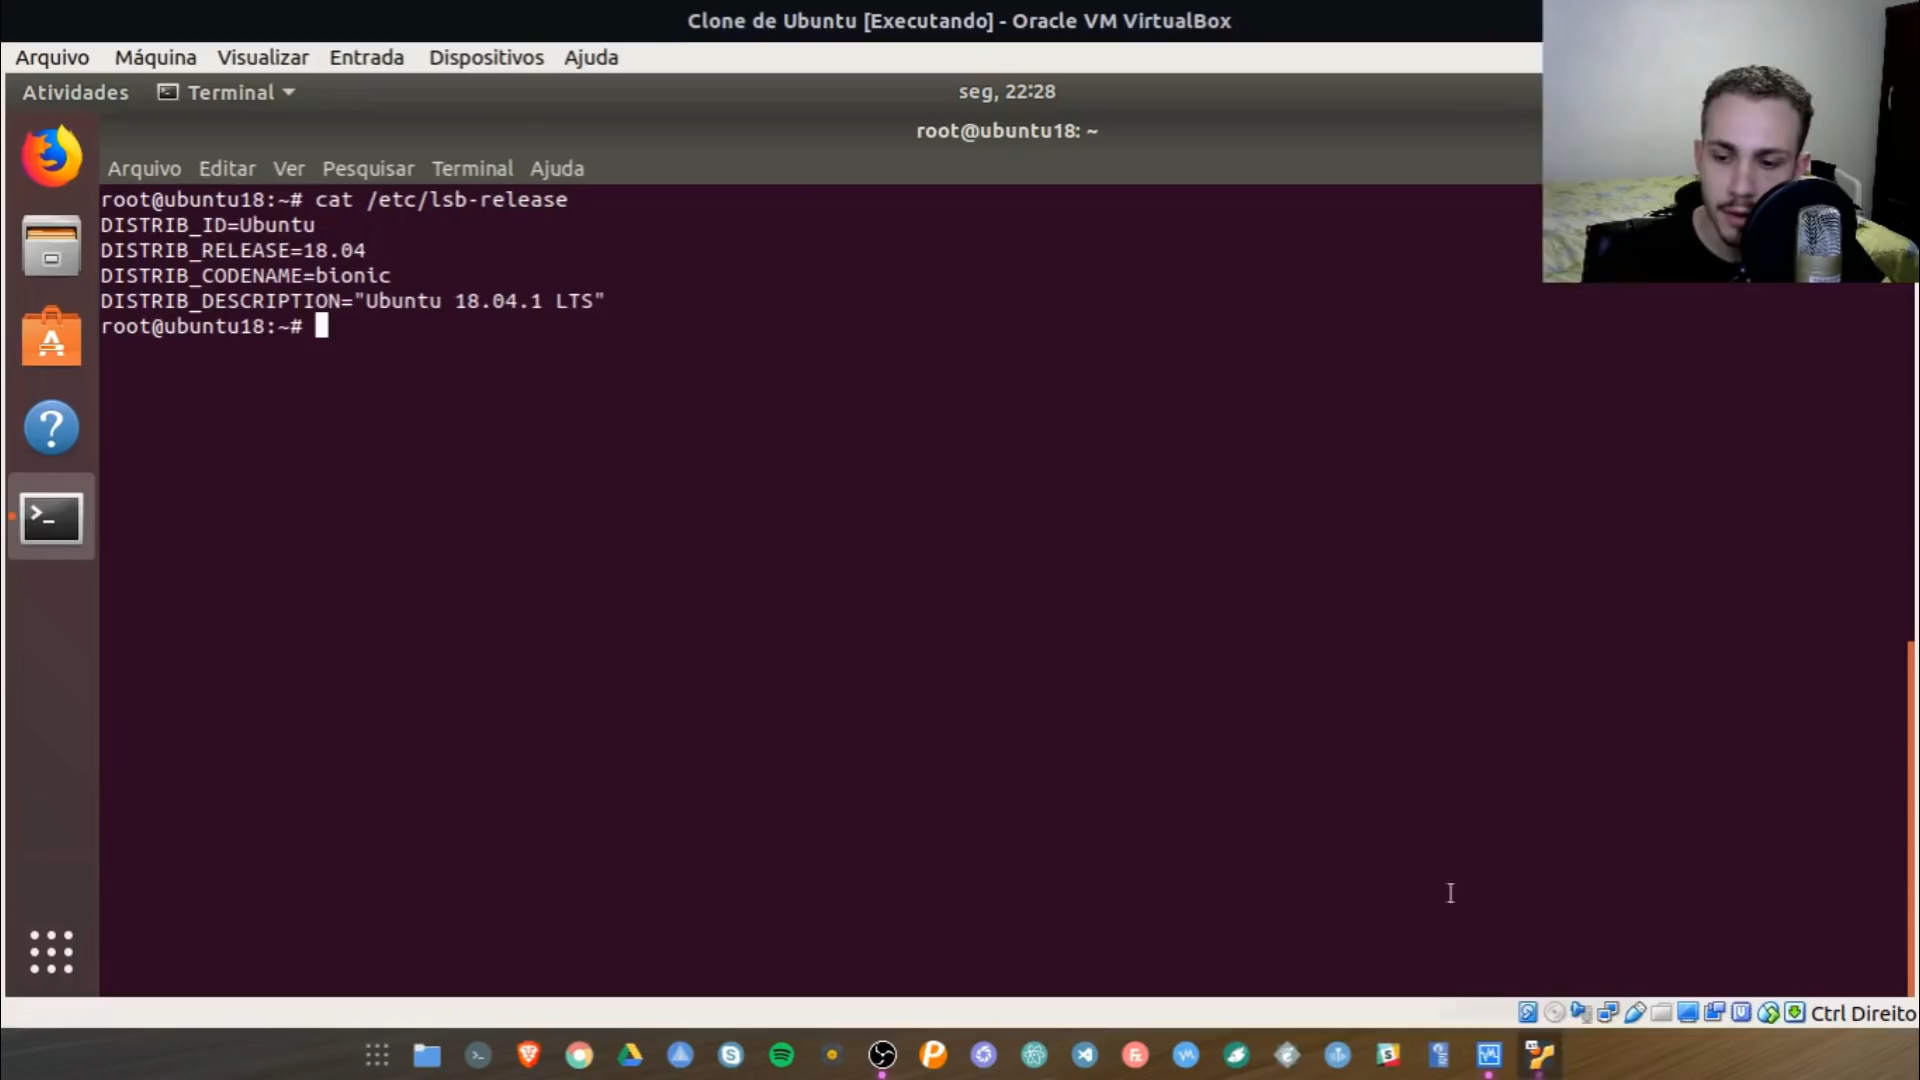 Clone de Ubuntu [Executando] - Oracle VM VirtualBox
Arquivo Máquina Visualizar Entrada Dispositivos Ajuda
Atividades Terminal seg, 22:28
root@ubuntu18: ~
Arquivo Editar Ver Pesquisar Terminal Ajuda
root@ubuntu18:~# cat /etc/lsb-release
DISTRIB_ID=Ubuntu
DISTRIB_RELEASE=18.04
DISTRIB_CODENAME=bionic
DISTRIB_DESCRIPTION="Ubuntu 18.04.1 LTS"
root@ubuntu18:~#
Ctrl Direito